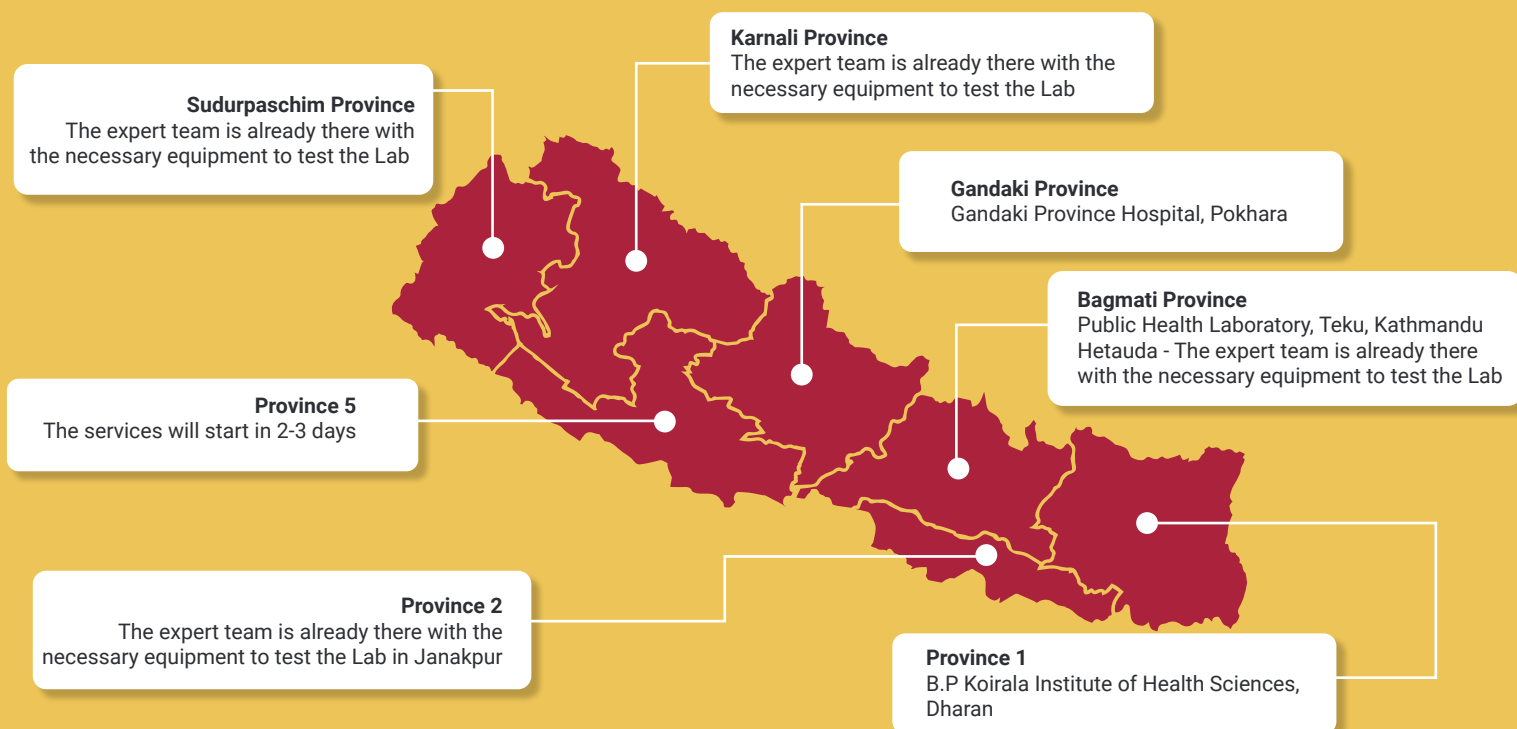 Karnali Province
The expert team is already there with the
necessary equipment to test the Lab
Sudurpaschim Province
The expert team is already there with
the necessary equipment to test the Lab
Gandaki Province
Gandaki Province Hospital, Pokhara
Bagmati Province
Public Health Laboratory, Teku, Kathmandu
Hetauda - The expert team is already there
with the necessary equipment to test the Lab
Province 5
The services will start in 2-3 days
Province 2
The expert team is already there with the
necessary equipment to test the Lab in Janakpur
Province 1
B.P Koirala Institute of Health Sciences,
Dharan